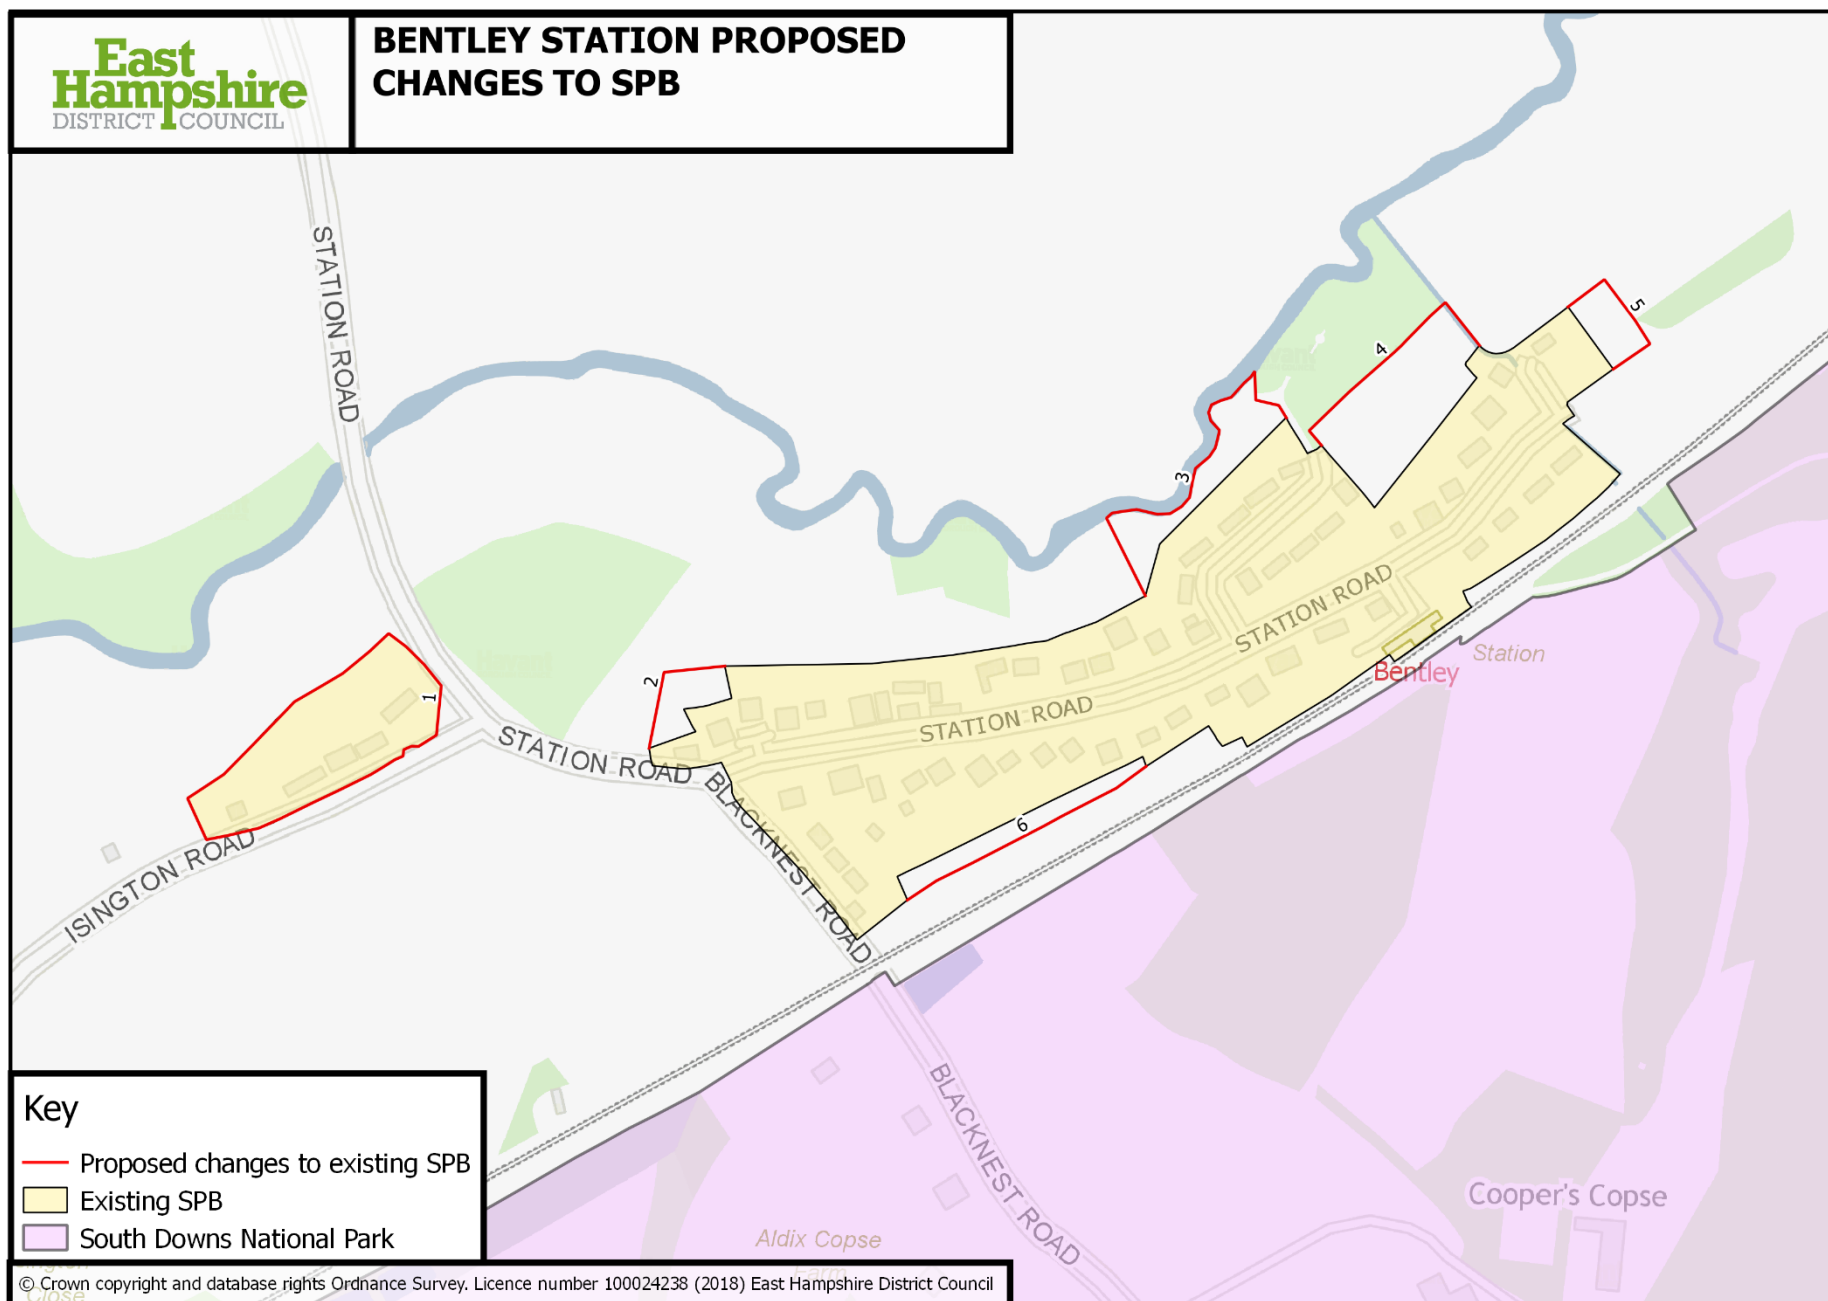 East
Hampshire
DISTRICT COUNCIL
BENTLEY STATION PROPOSED
CHANGES TO SPB
STATION ROAD
5
4
3
STATION ROAD
Station
Bentley
2
1
STATION ROAD
STATION ROAD
BLACKNEST ROAD
6
ISINGTON ROAD
BLACKNEST ROAD
Cooper's Copse
Aldix Copse
Farm
Key
Proposed changes to existing SPB
Existing SPB
South Downs National Park
© Crown copyright and database rights Ordnance Survey. Licence number 100024238 (2018) East Hampshire District Council
Close